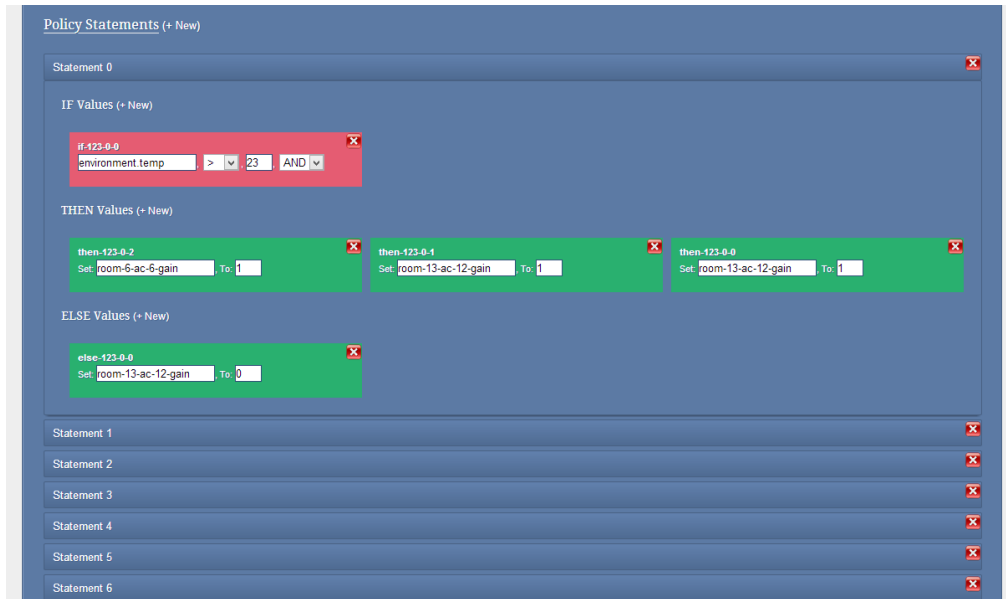 Policy Statements (+ New)
Statement 0
IF Values (+ New)
if-123-0-0
environment.temp , > , 23 , AND
THEN Values (+ New)
then-123-0-2
Set: room-6-ac-6-gain , To: 1
then-123-0-1
Set: room-13-ac-12-gain , To: 1
then-123-0-0
Set: room-13-ac-12-gain , To: 1
ELSE Values (+ New)
else-123-0-0
Set: room-13-ac-12-gain , To: 0
Statement 1
Statement 2
Statement 3
Statement 4
Statement 5
Statement 6